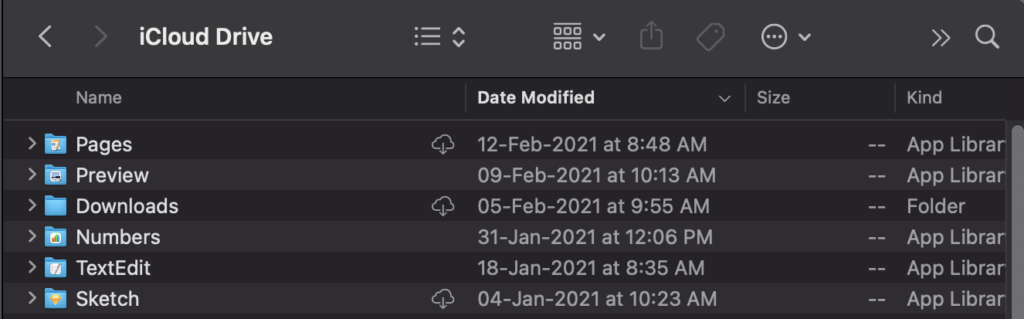 iCloud Drive
Name Date Modified Size Kind
Pages 12-Feb-2021 at 8:48 AM -- App Librar
Preview 09-Feb-2021 at 10:13 AM -- App Librar
Downloads 05-Feb-2021 at 9:55 AM -- Folder
Numbers 31-Jan-2021 at 12:06 PM -- App Librar
TextEdit 18-Jan-2021 at 8:35 AM -- App Librar
Sketch 04-Jan-2021 at 10:23 AM -- App Librar